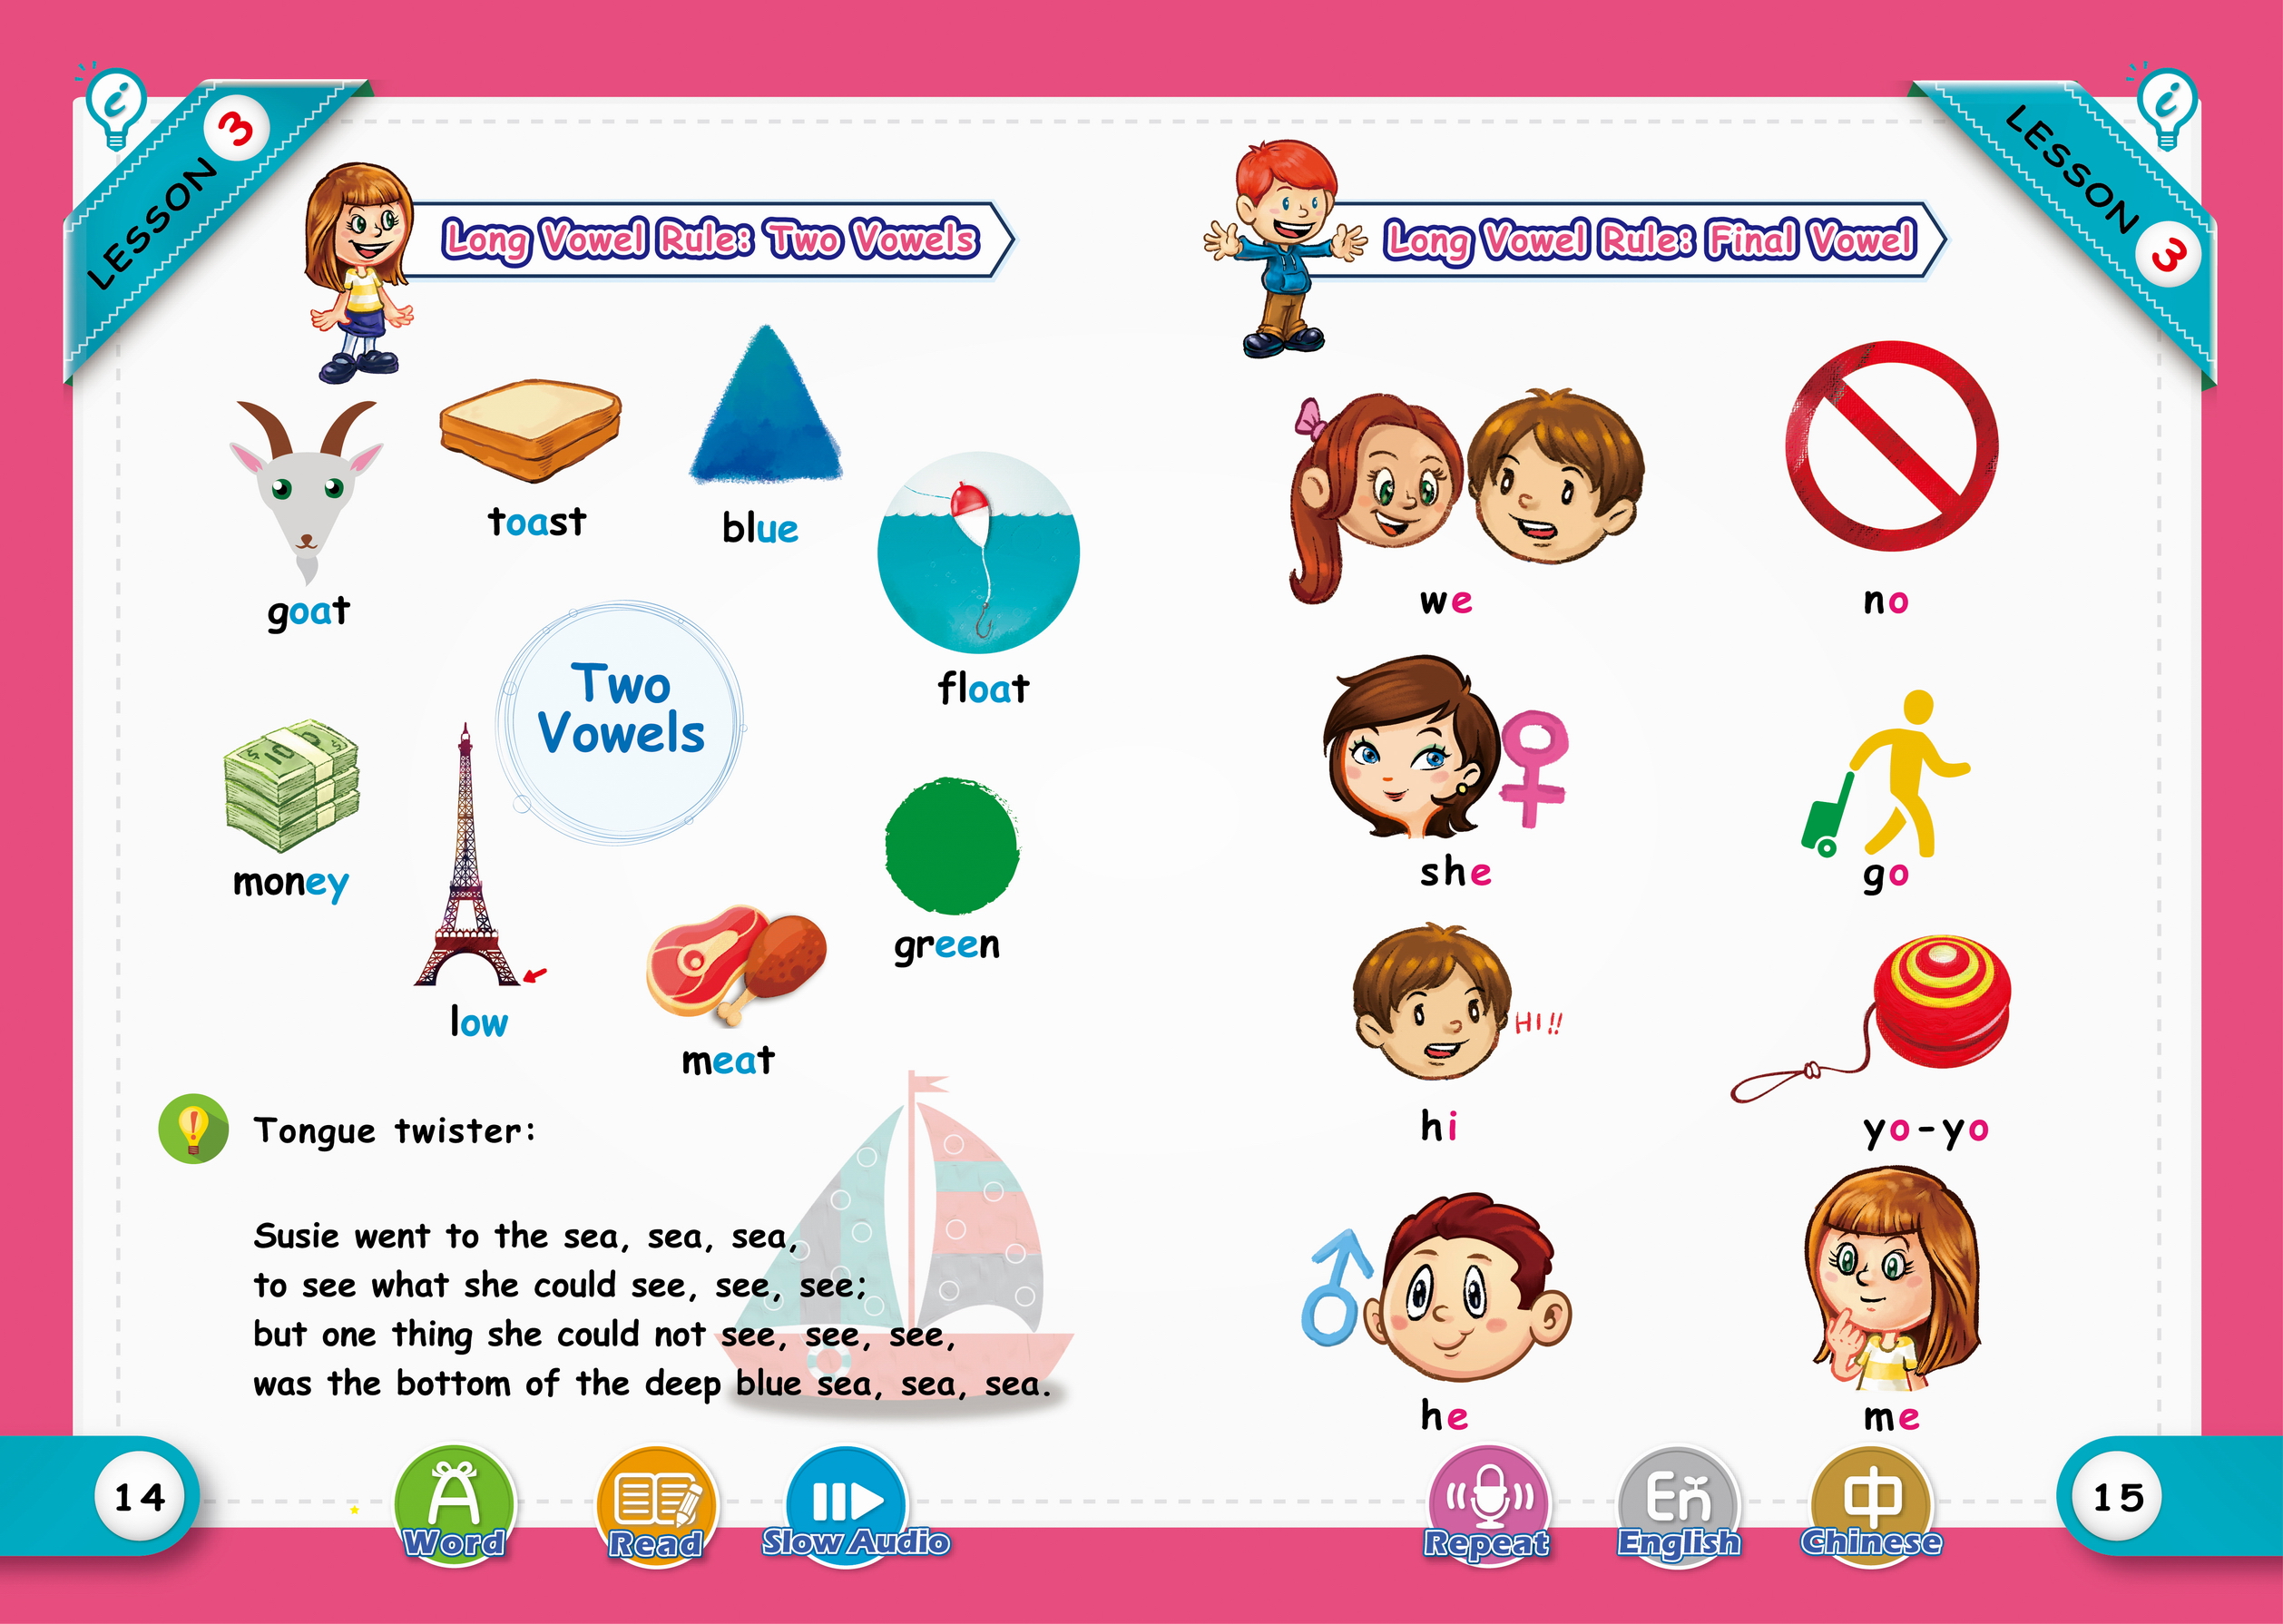 LESSON 3
Long Vowel Rule: Two Vowels
goat
toast
blue
float
Two
Vowels
money
low
meat
green
Tongue twister:
Susie went to the sea, sea, sea,
to see what she could see, see, see;
but one thing she could not see, see, see,
was the bottom of the deep blue sea, sea, sea.
14
Word
Read
Slow Audio
LESSON 3
Long Vowel Rule: Final Vowel
we
no
she
go
HI!!
hi
yo-yo
he
me
Repeat
En
English
中
Chinese
15